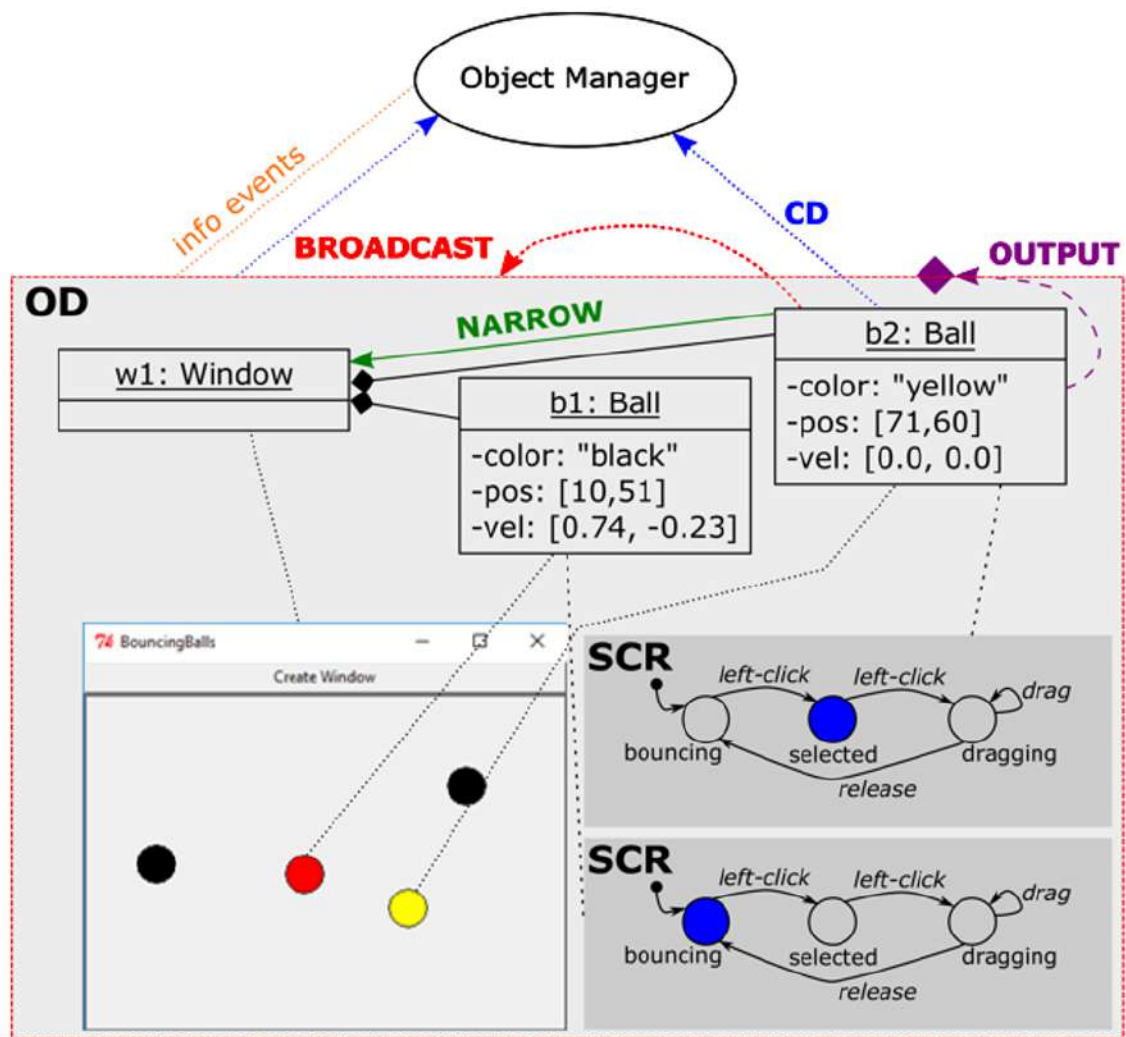 Object Manager
info events
CD
BROADCAST
OUTPUT
OD
NARROW
w1: Window
b2: Ball
-color: "yellow"
-pos: [71,60]
-vel: [0.0, 0.0]
b1: Ball
-color: "black"
-pos: [10,51]
-vel: [0.74, -0.23]
BouncingBalls
Create Window
SCR
left-click
left-click
drag
bouncing
selected
dragging
release
SCR
left-click
left-click
drag
bouncing
selected
dragging
release